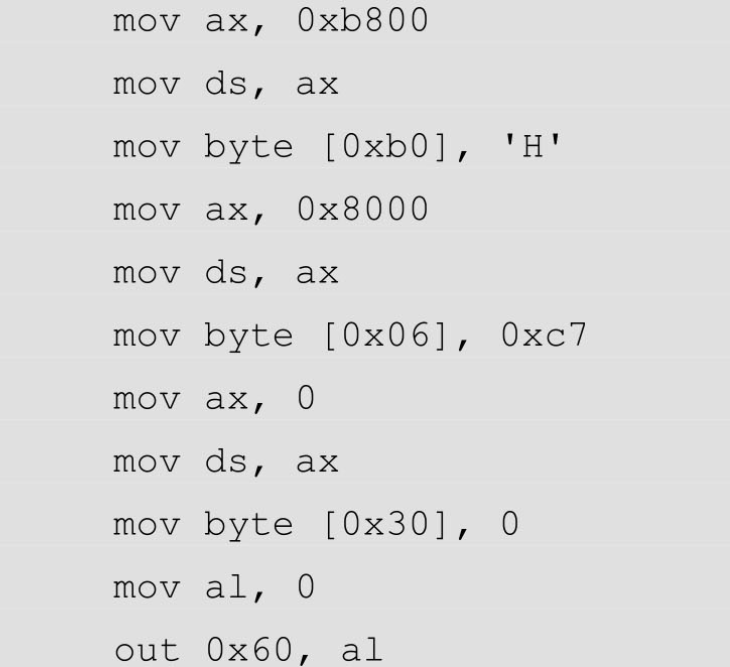 mov ax, 0xb800
mov ds, ax
mov byte [0xb0], 'H'
mov ax, 0x8000
mov ds, ax
mov byte [0x06], 0xc7
mov ax, 0
mov ds, ax
mov byte [0x30], 0
mov al, 0
out 0x60, al